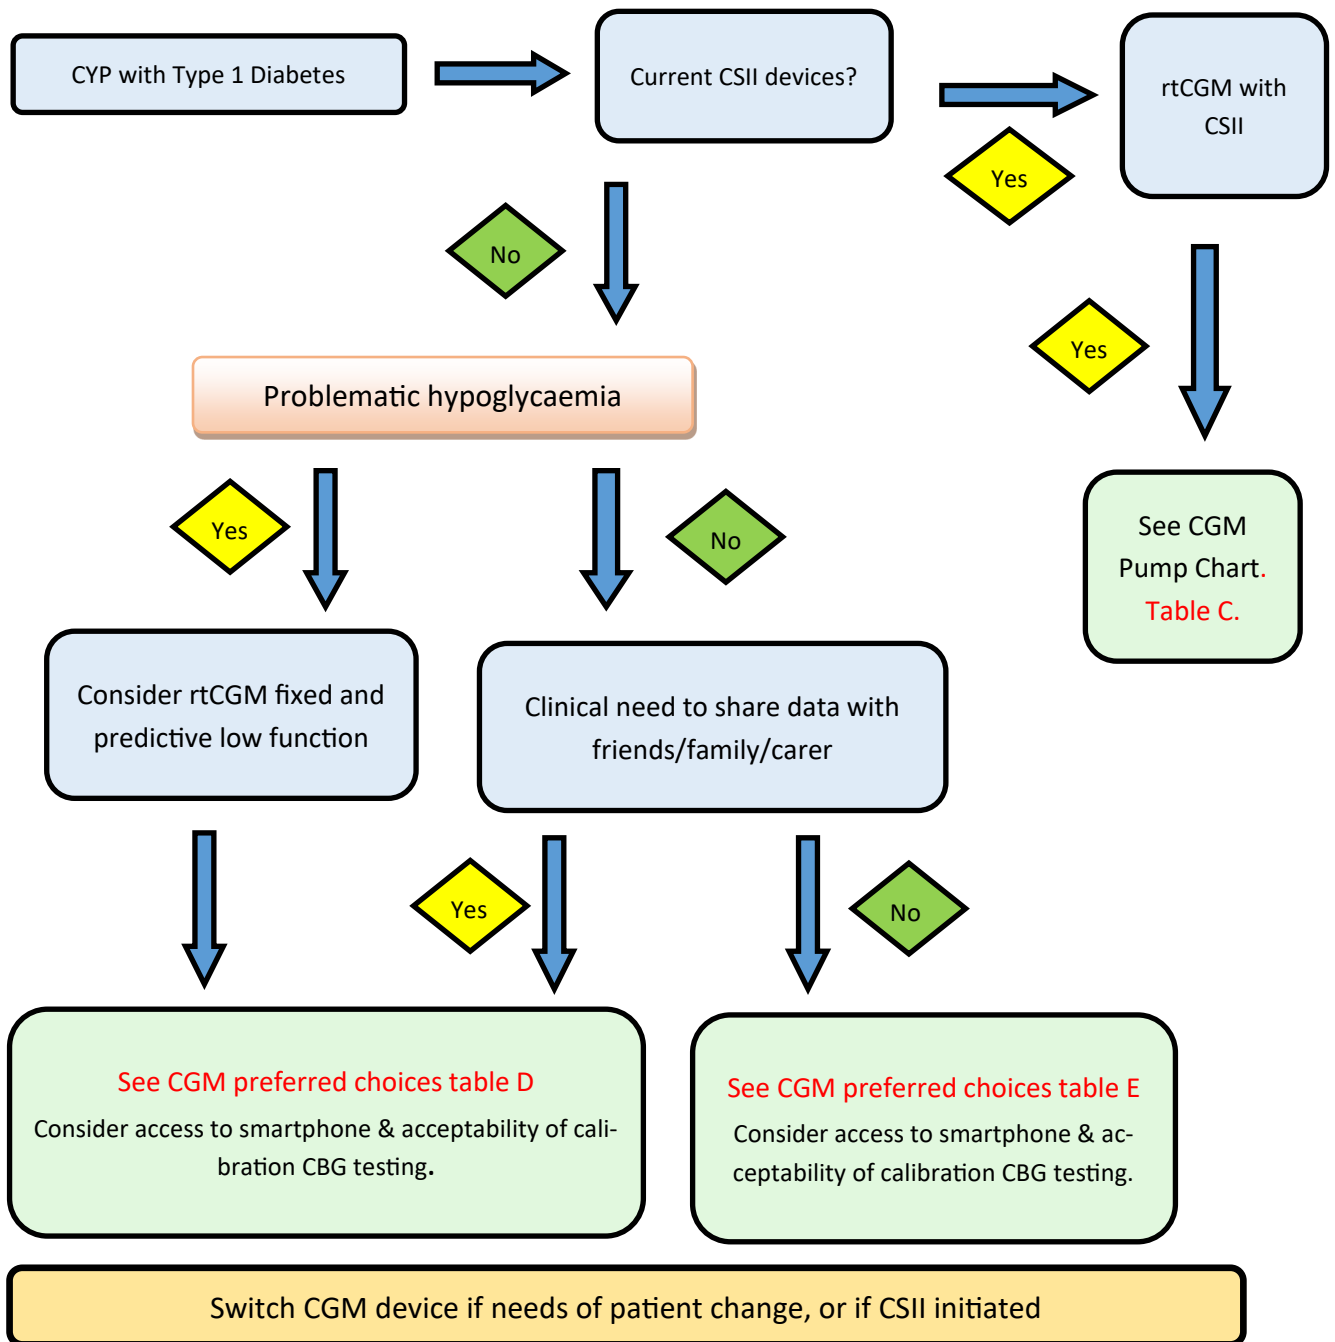 CYP with Type 1 Diabetes
Current CSII devices?
rtCGM with
CSII
Yes
No
Yes
Problematic hypoglycaemia
Yes
No
See CGM
Pump Chart.
Table C.
Consider rtCGM fixed and
predictive low function
Clinical need to share data with
friends/family/carer
Yes
No
See CGM preferred choices table D
Consider access to smartphone & acceptability of cali-
bration CBG testing.
See CGM preferred choices table E
Consider access to smartphone & ac-
ceptability of calibration CBG testing.
Switch CGM device if needs of patient change, or if CSII initiated